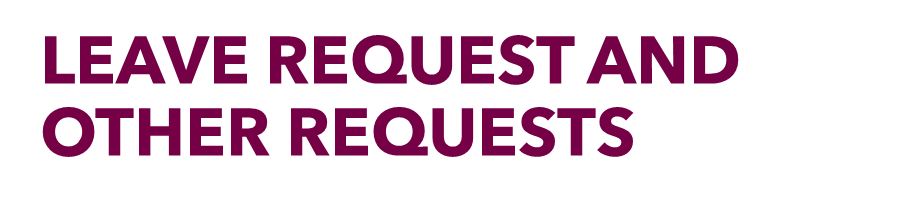 LEAVE REQUEST AND
OTHER REQUESTS